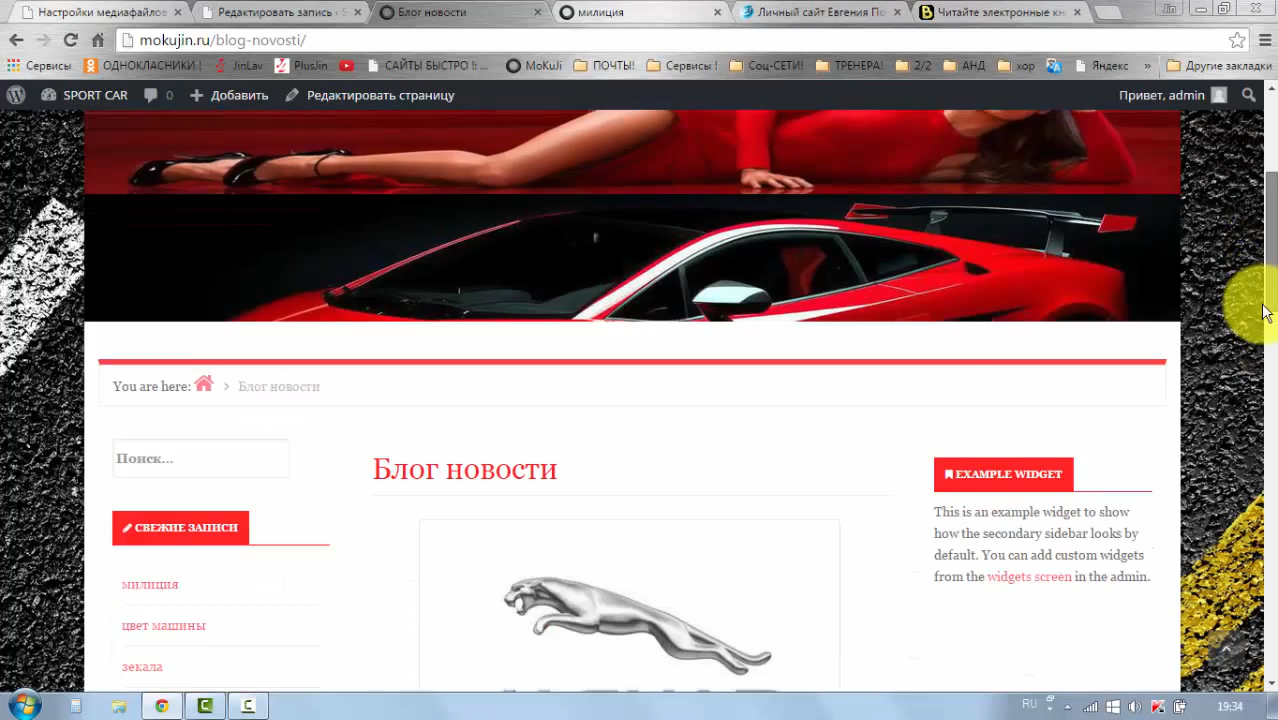 Настройки медиафайлов
Редактировать запись ‹ S
Блог новости
милиция
Личный сайт Евгения По
Читайте электронные кн
Jin
mokujin.ru/blog-novosti/
Сервисы
ОДНОКЛАСНИКИ !
JinLav
PlusJin
САЙТЫ БЫСТРО !: ...
MoKuJi
ПОЧТЫ!
Сервисы !
Соц-СЕТИ!
ТРЕНЕРА!
2/2
АНД
хор
Яндекс
»
Другие закладки
SPORT CAR
0
Добавить
Редактировать страницу
Привет, admin
You are here: > Блог новости
Поиск...
Блог новости
EXAMPLE WIDGET
This is an example widget to show
how the secondary sidebar looks by
default. You can add custom widgets
from the widgets screen in the admin.
СВЕЖИЕ ЗАПИСИ
милиция
цвет машины
зекала
RU
19:34